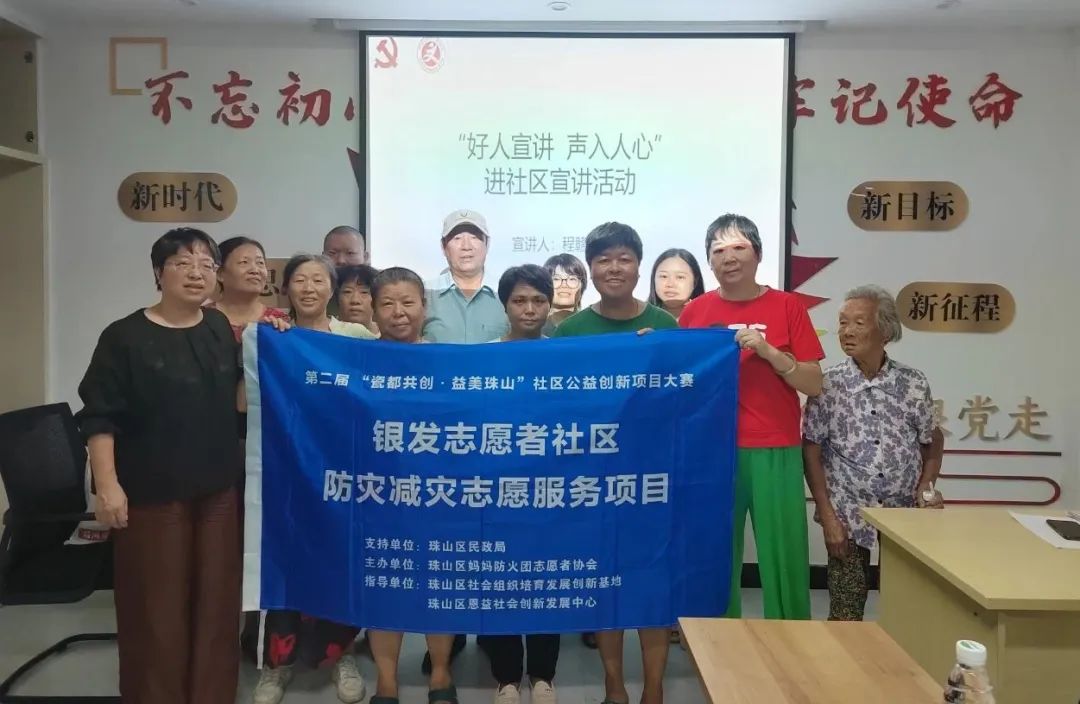 不忘初
牢记使命
“好人宣讲 声入人心”
进社区宣讲活动
宣讲人：程
新时代
新目标
新征程
党走
第二届 “瓷都共创·益美珠山” 社区公益创新项目大赛
银发志愿者社区
防灾减灾志愿服务项目
支持单位：珠山区民政局
主办单位：珠山区妈妈防火团志愿者协会
指导单位：珠山区社会组织培育发展创新基地
珠山区恩益社会创新发展中心